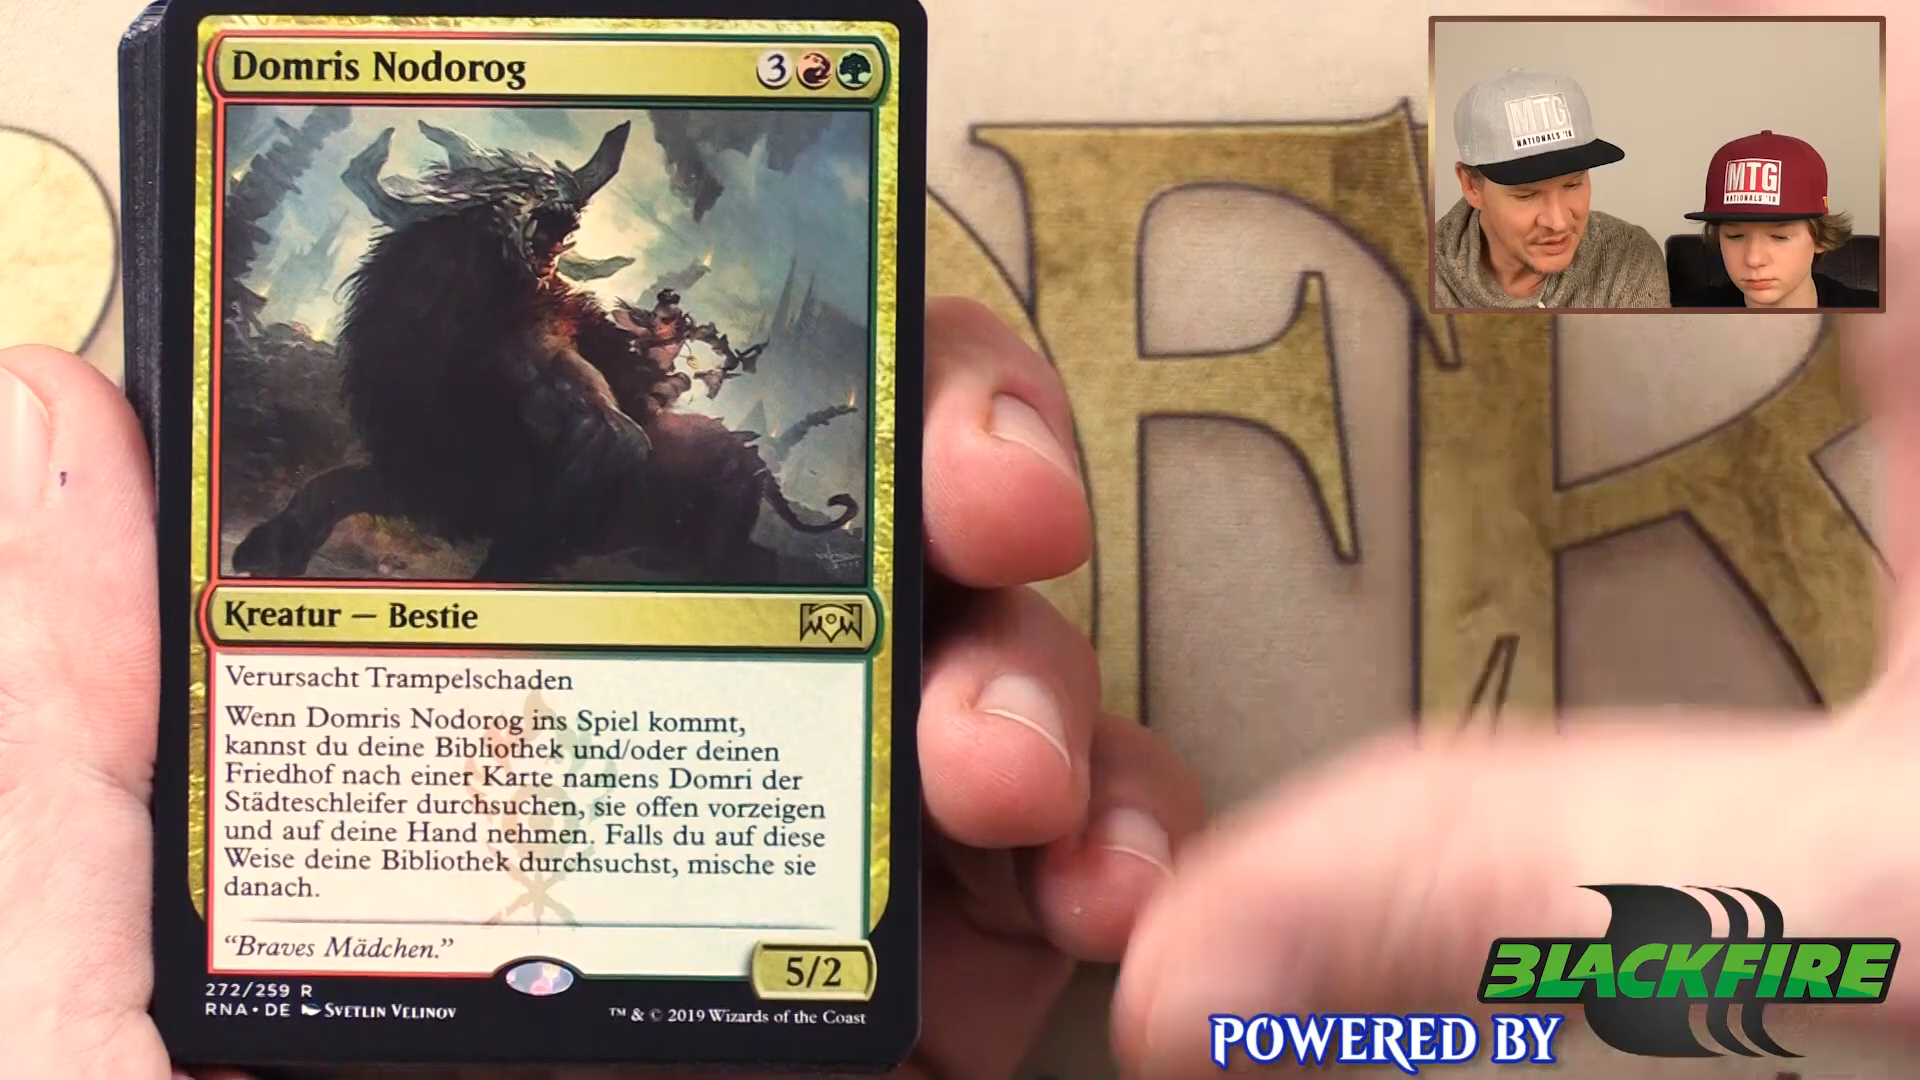 Domris Nodorog
3
Kreatur — Bestie
Verursacht Trampelschaden
Wenn Domris Nodorog ins Spiel kommt,
kannst du deine Bibliothek und/oder deinen
Friedhof nach einer Karte namens Domri der
Städteschleifer durchsuchen, sie offen vorzeigen
und auf deine Hand nehmen. Falls du auf diese
Weise deine Bibliothek durchsuchst, mische sie
danach.
“Braves Mädchen.”
5/2
272/259 R
RNA • DE SVETLIN VELINOV
™ & © 2019 Wizards of the Coast
MTG
NATIONALS '18
MTG
NATIONALS '18
BLACKFIRE
POWERED BY